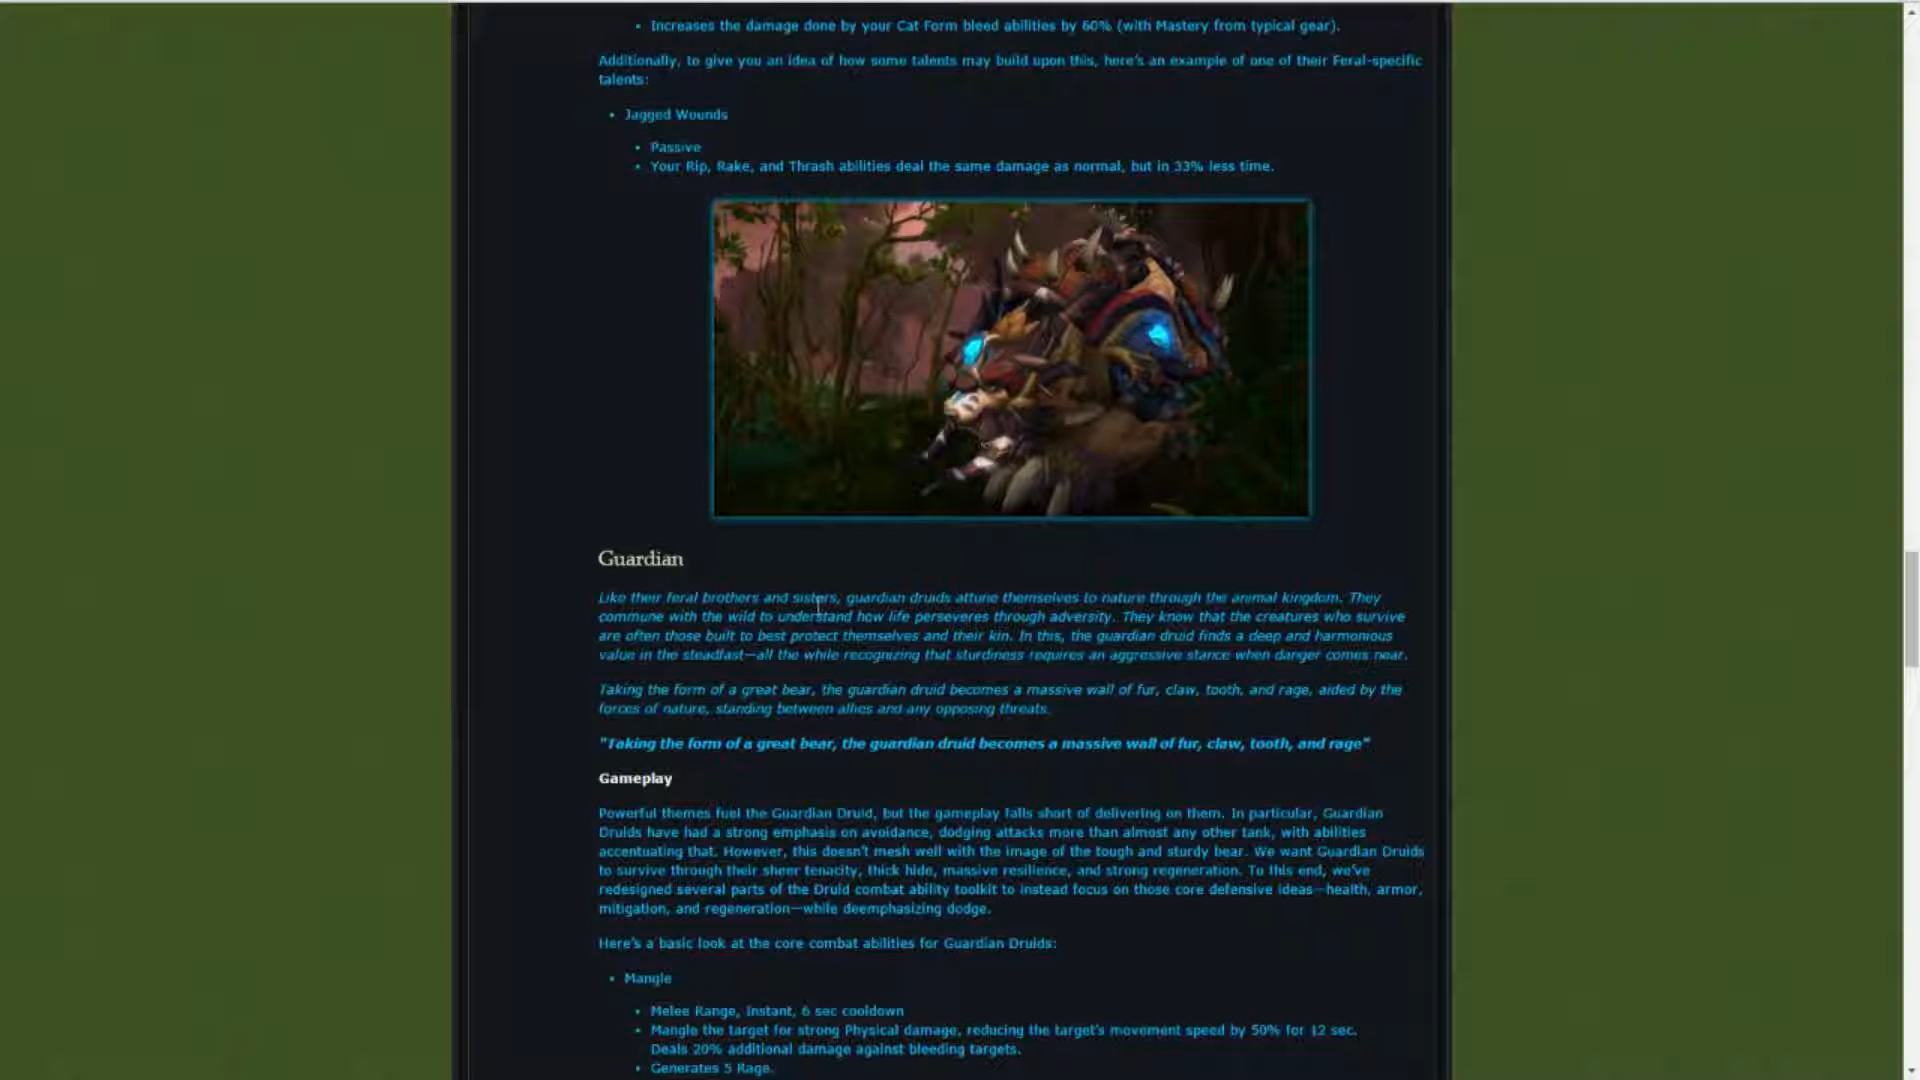 • Increases the damage done by your Cat Form bleed abilities by 60% (with Mastery from typical gear).
Additionally, to give you an idea of how some talents may build upon this, here's an example of one of their Feral-specific
talents:
• Jagged Wounds
• Passive
• Your Rip, Rake, and Thrash abilities deal the same damage as normal, but in 33% less time.
Guardian
Like their feral brothers and sisters, guardian druids attune themselves to nature through the animal kingdom. They
commune with the wild to understand how life perseveres through adversity. They know that the creatures who survive
are often those built to best protect themselves and their kin. In this, the guardian druid finds a deep and harmonious
value in the steadfast—all the while recognizing that sturdiness requires an aggressive stance when danger comes near.
Taking the form of a great bear, the guardian druid becomes a massive wall of fur, claw, tooth, and rage, aided by the
forces of nature, standing between allies and any opposing threats.
"Taking the form of a great bear, the guardian druid becomes a massive wall of fur, claw, tooth, and rage"
Gameplay
Powerful themes fuel the Guardian Druid, but the gameplay falls short of delivering on them. In particular, Guardian
Druids have had a strong emphasis on avoidance, dodging attacks more than almost any other tank, with abilities
accentuating that. However, this doesn't mesh well with the image of the tough and sturdy bear. We want Guardian Druids
to survive through their sheer tenacity, thick hide, massive resilience, and strong regeneration. To this end, we've
redesigned several parts of the Druid combat ability toolkit to instead focus on those core defensive ideas—health, armor,
mitigation, and regeneration—while deemphasizing dodge.
Here's a basic look at the core combat abilities for Guardian Druids:
• Mangle
• Melee Range, Instant, 6 sec cooldown
• Mangle the target for strong Physical damage, reducing the target's movement speed by 50% for 12 sec.
Deals 20% additional damage against bleeding targets.
• Generates 5 Rage.